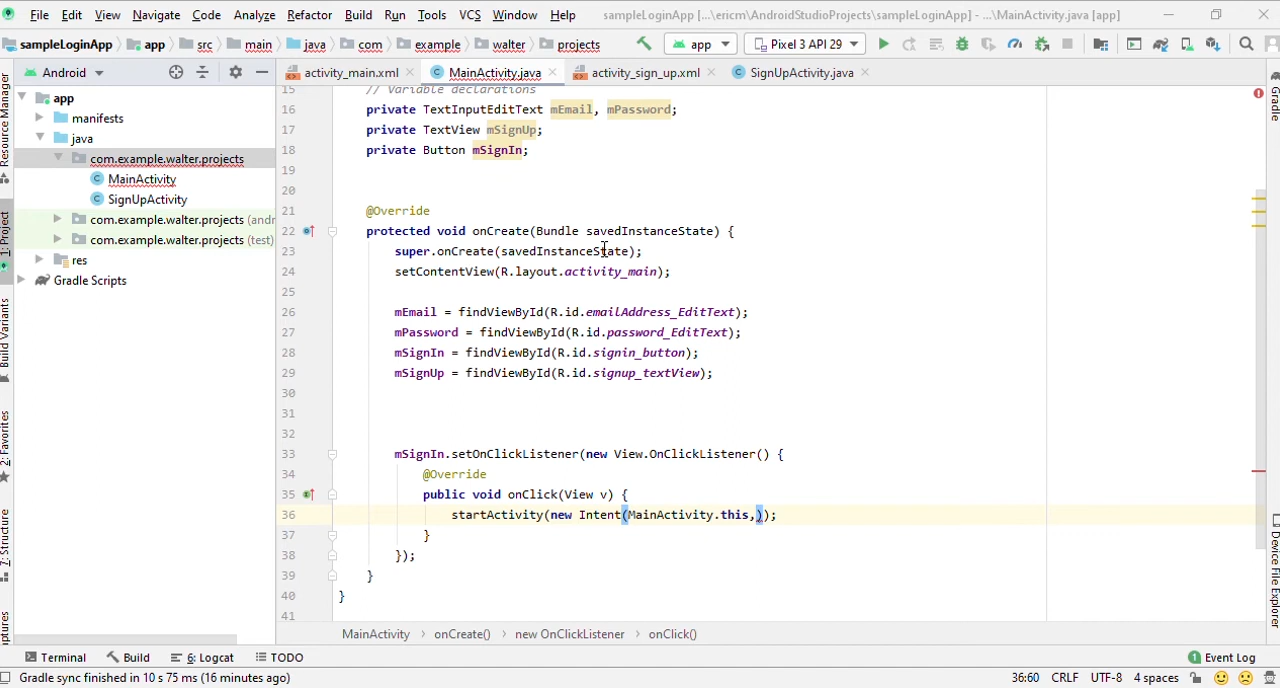 File Edit View Navigate Code Analyze Refactor Build Run Tools VCS Window Help sampleLoginApp [...\ericm\AndroidStudioProjects\sampleLoginApp] - ...\MainActivity.java [app]
sampleLoginApp app src main java com example walter projects app Pixel 3 API 29
Android activity_main.xml MainActivity.java activity_sign_up.xml SignUpActivity.java
app
manifests
java
com.example.walter.projects
MainActivity
SignUpActivity
com.example.walter.projects (andr
com.example.walter.projects (test)
res
Gradle Scripts
Resource Manager
1: Project
Build Variants
2: Favorites
7: Structure
ptures
15 // Variable declarations
16 private TextInputEditText mEmail, mPassword;
17 private TextView mSignUp;
18 private Button mSignIn;
19
20
21 @Override
22 protected void onCreate(Bundle savedInstanceState) {
23 super.onCreate(savedInstanceState);
24 setContentView(R.layout.activity_main);
25
26 mEmail = findViewById(R.id.emailAddress_EditText);
27 mPassword = findViewById(R.id.password_EditText);
28 mSignIn = findViewById(R.id.signin_button);
29 mSignUp = findViewById(R.id.signup_textView);
30
31
32
33 mSignIn.setOnClickListener(new View.OnClickListener() {
34 @Override
35 public void onClick(View v) {
36 startActivity(new Intent(MainActivity.this,));
37 }
38 });
39 }
40 }
41
Gradle
Device File Explorer
MainActivity › onCreate() › new OnClickListener › onClick()
Terminal Build 6: Logcat TODO 1 Event Log
Gradle sync finished in 10 s 75 ms (16 minutes ago) 36:60 CRLF UTF-8 4 spaces